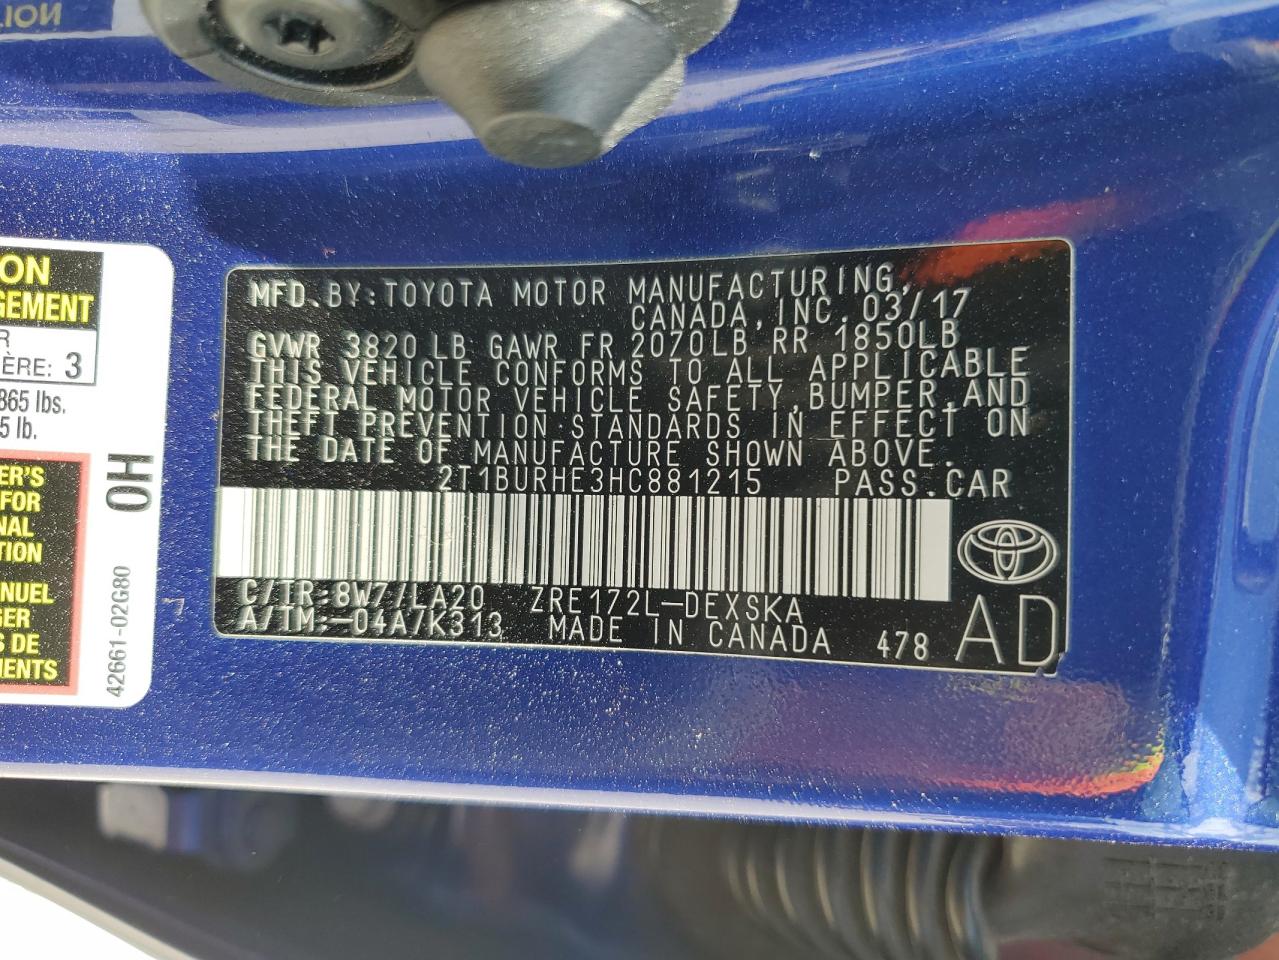 MFD. BY: TOYOTA MOTOR MANUFACTURING,
CANADA, INC. 03/17
GVWR 3820 LB GAWR FR 2070LB, RR 1850LB
THIS VEHICLE CONFORMS TO ALL APPLICABLE
FEDERAL MOTOR VEHICLE SAFETY, BUMPER, AND
THEFT PREVENTION STANDARDS IN EFFECT ON
THE DATE OF MANUFACTURE SHOWN ABOVE.
2T1BURHE3HC881215 PASS. CAR
C/TR: 8W7/LA20 ZRE172L-DEXSKA
A/TM: -04A/K313 MADE IN CANADA 478
AD
ION
GEMENT
R
ÈRE: 3
865 lbs.
5 lb.
ER'S
FOR
NAL
TION
NUEL
GER
S DE
MENTS
0H
42661-02G80